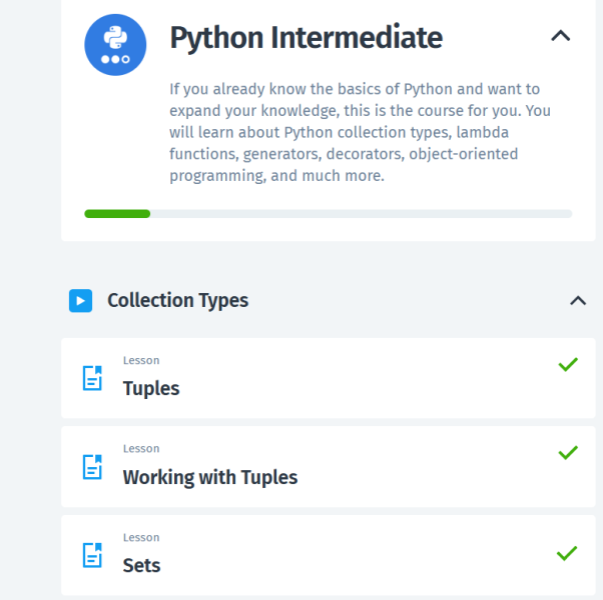 Python Intermediate
If you already know the basics of Python and want to
expand your knowledge, this is the course for you. You
will learn about Python collection types, lambda
functions, generators, decorators, object-oriented
programming, and much more.
Collection Types
Lesson
Tuples
Lesson
Working with Tuples
Lesson
Sets